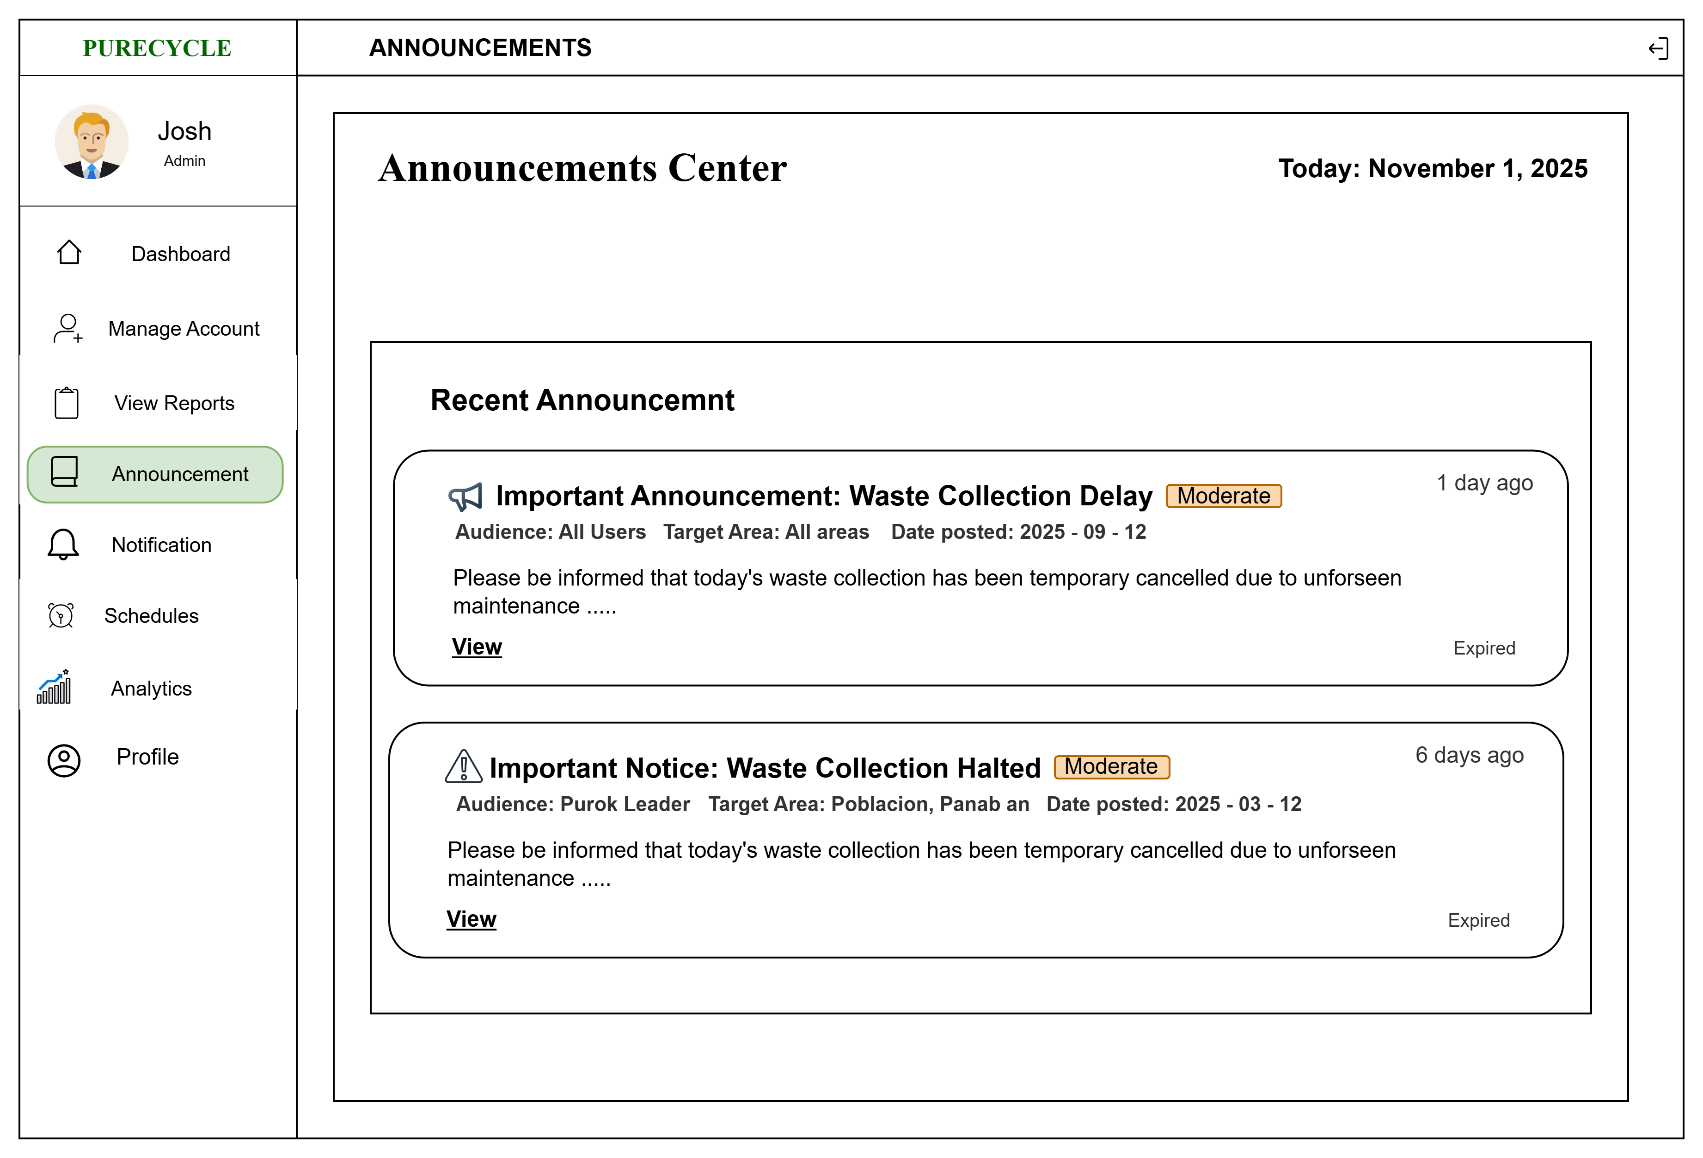 PURECYCLE
ANNOUNCEMENTS
Josh
Admin
Dashboard
Manage Account
View Reports
Announcement
Notification
Schedules
Analytics
Profile
Announcements Center
Today: November 1, 2025
Recent Announcemnt
Important Announcement: Waste Collection Delay Moderate 1 day ago
Audience: All Users Target Area: All areas Date posted: 2025 - 09 - 12
Please be informed that today's waste collection has been temporary cancelled due to unforseen
maintenance .....
View Expired
Important Notice: Waste Collection Halted Moderate 6 days ago
Audience: Purok Leader Target Area: Poblacion, Panab an Date posted: 2025 - 03 - 12
Please be informed that today's waste collection has been temporary cancelled due to unforseen
maintenance .....
View Expired